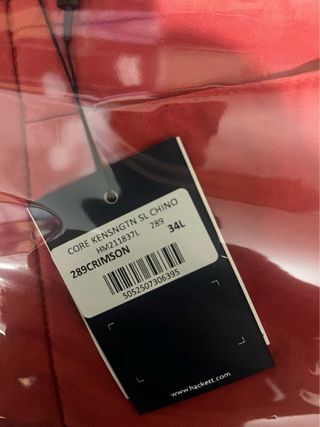 CORE KENSNGTN SL CHINO
HM211837L 289
289CRIMSON 34L
5052507306395
www.hackett.com